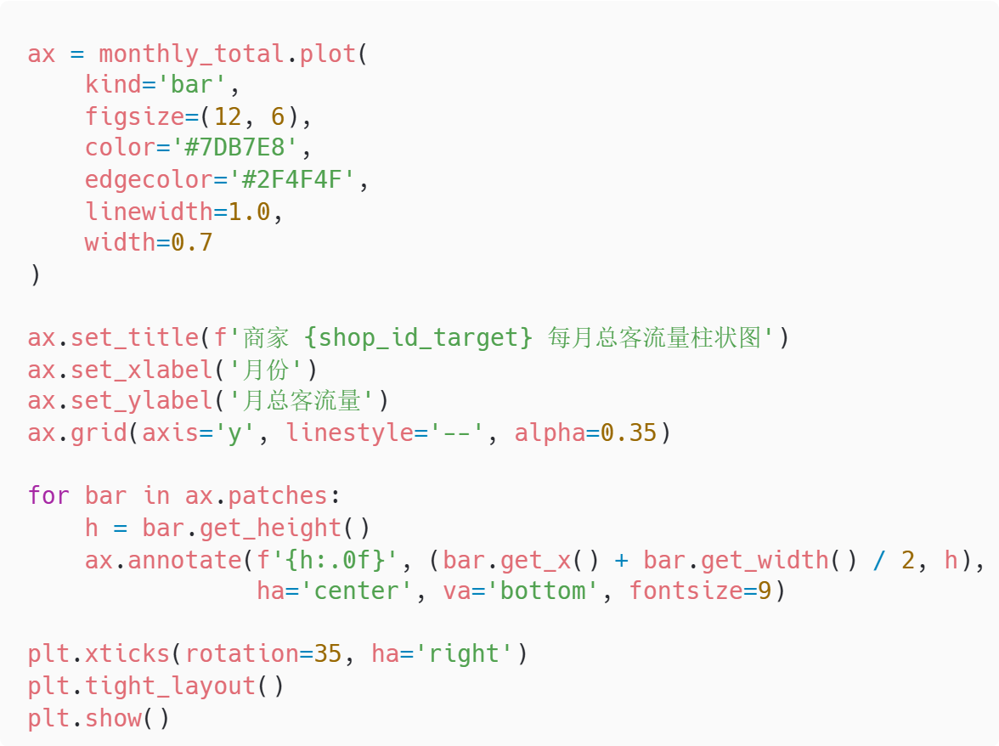 ax = monthly_total.plot(
    kind='bar',
    figsize=(12, 6),
    color='#7DB7E8',
    edgecolor='#2F4F4F',
    linewidth=1.0,
    width=0.7
)

ax.set_title(f'商家 {shop_id_target} 每月总客流量柱状图')
ax.set_xlabel('月份')
ax.set_ylabel('月总客流量')
ax.grid(axis='y', linestyle='--', alpha=0.35)

for bar in ax.patches:
    h = bar.get_height()
    ax.annotate(f'{h:.0f}', (bar.get_x() + bar.get_width() / 2, h),
                ha='center', va='bottom', fontsize=9)

plt.xticks(rotation=35, ha='right')
plt.tight_layout()
plt.show()